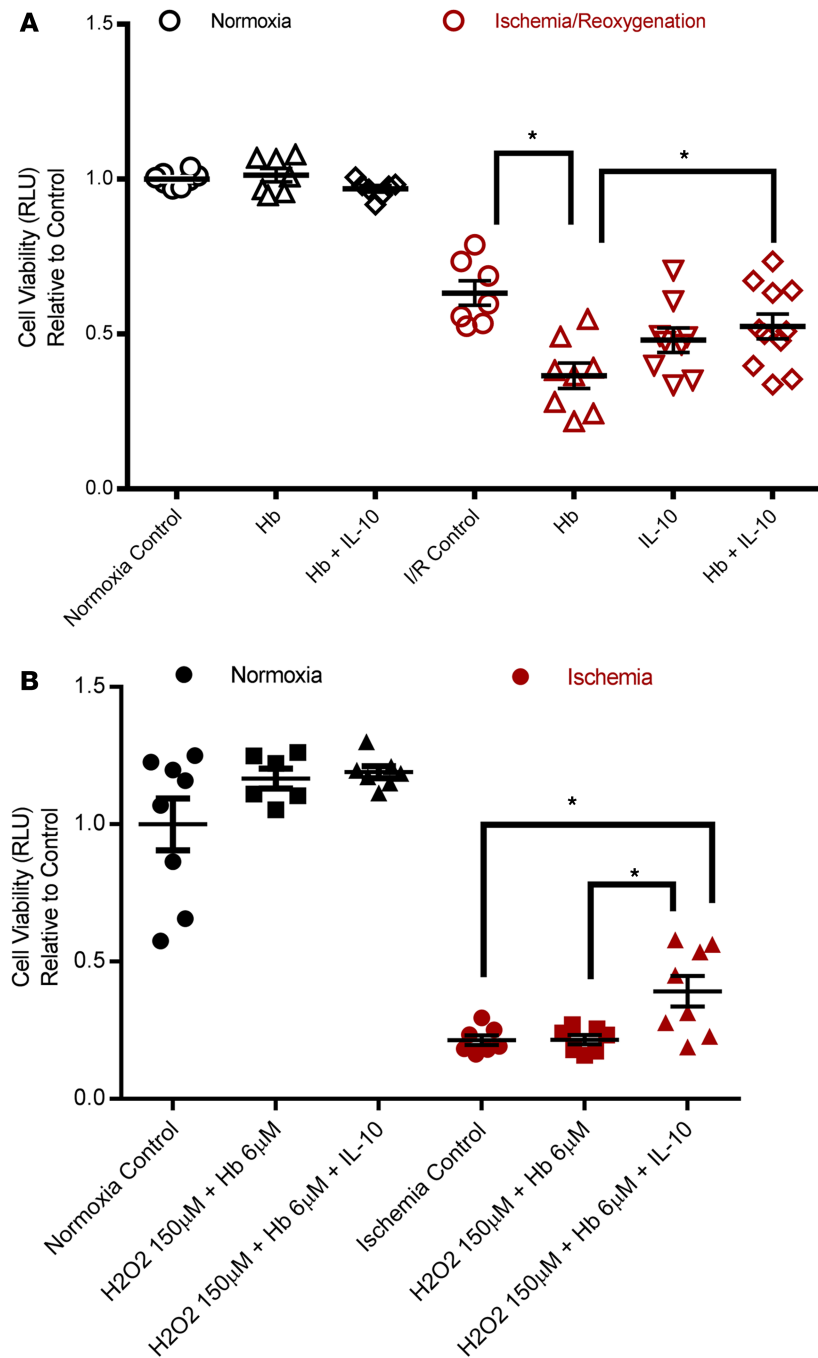 A
Normoxia
Ischemia/Reoxygenation
Cell Viability (RLU)
Relative to Control
1.5
1.0
0.5
0.0
*
*
Normoxia Control
Hb
Hb + IL-10
I/R Control
Hb
IL-10
Hb + IL-10
B
Normoxia
Ischemia
Cell Viability (RLU)
Relative to Control
1.5
1.0
0.5
0.0
*
*
Normoxia Control
H2O2 150μM + Hb 6μM
H2O2 150μM + Hb 6μM + IL-10
Ischemia Control
H2O2 150μM + Hb 6μM
H2O2 150μM + Hb 6μM + IL-10